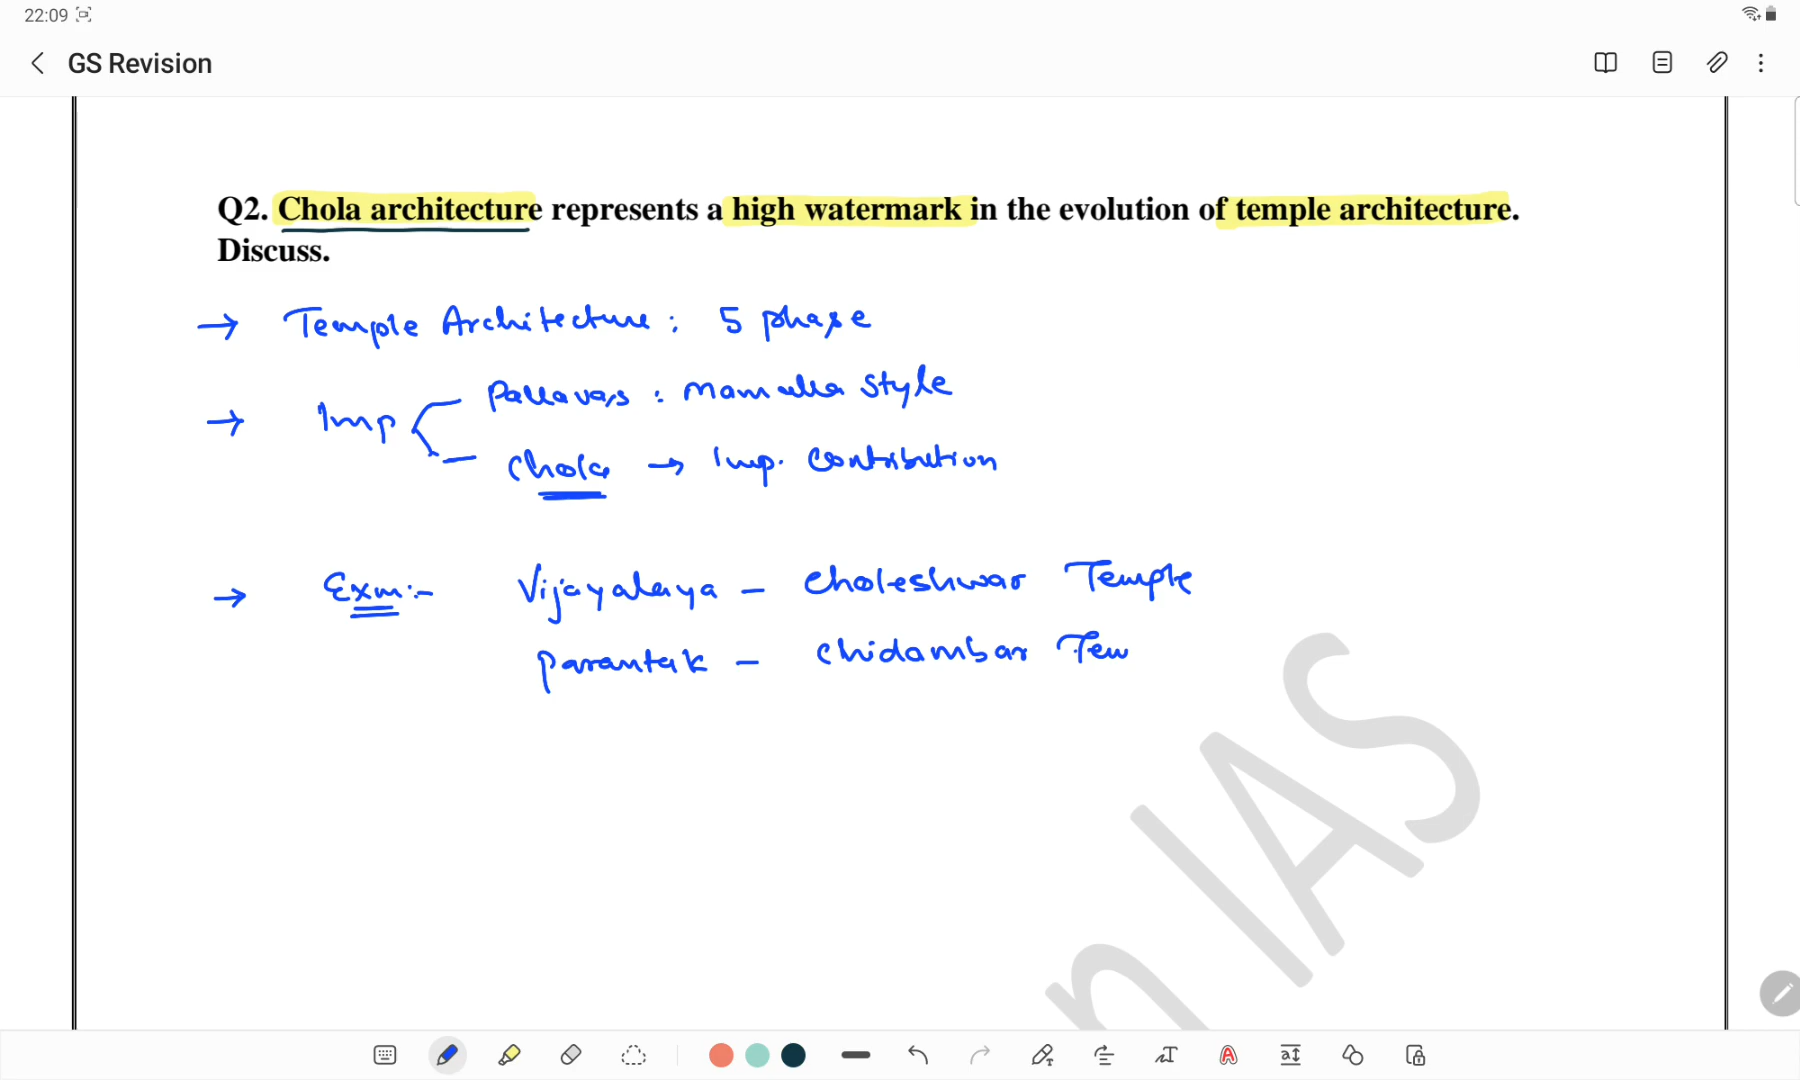 22:09
GS Revision
Q2. Chola architecture represents a high watermark in the evolution of temple architecture.
Discuss.
→ Temple Architecture : 5 phase
→ Imp Pallavas : Mamalla Style
Chola → Imp. Contribution
→ Exm:- Vijayalaya - Choleshwar Temple
Parantak - Chidambar Tem
n IAS